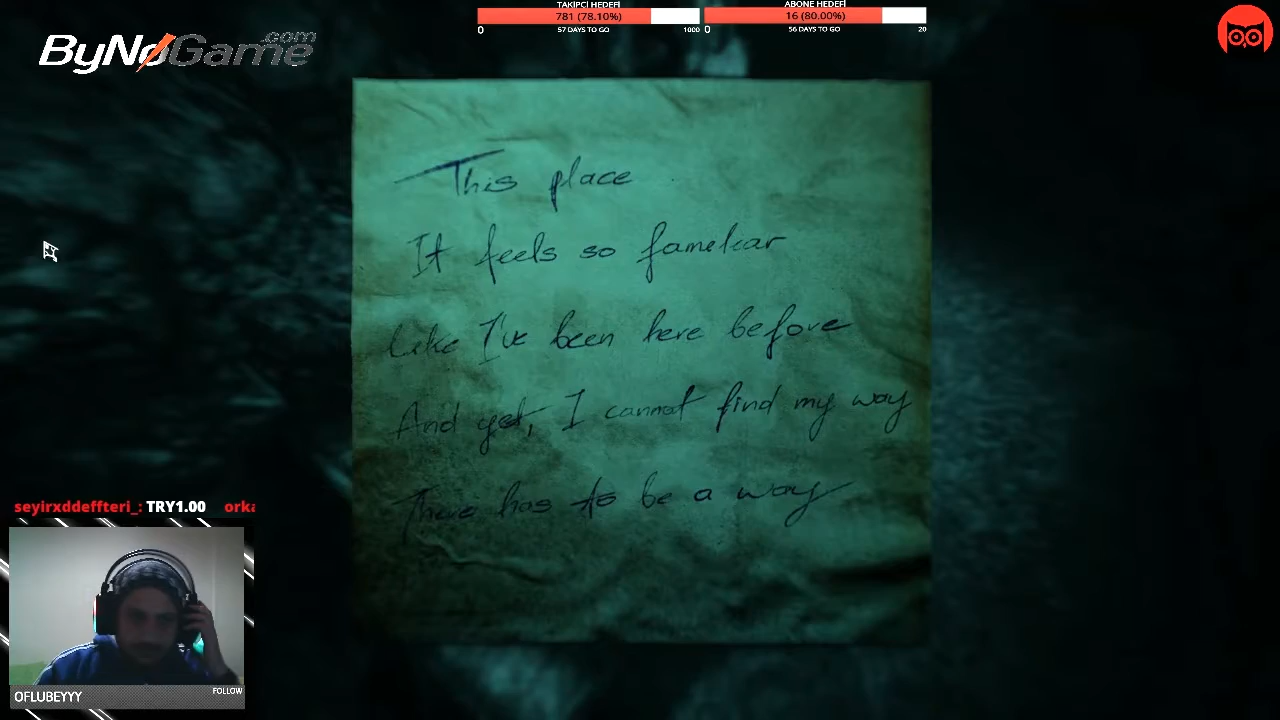 TAKİPÇİ HEDEFİ
781 (78.10%)
0 57 DAYS TO GO 1000
ABONE HEDEFİ
16 (80.00%)
0 56 DAYS TO GO 20
ByNoGame.com
This place
It feels so fameliar
Like I've been here before
And yet, I cannot find my way
There has to be a way
seyirxddeffteri_: TRY1.00 orka
OFLUBEYYY
FOLLOW